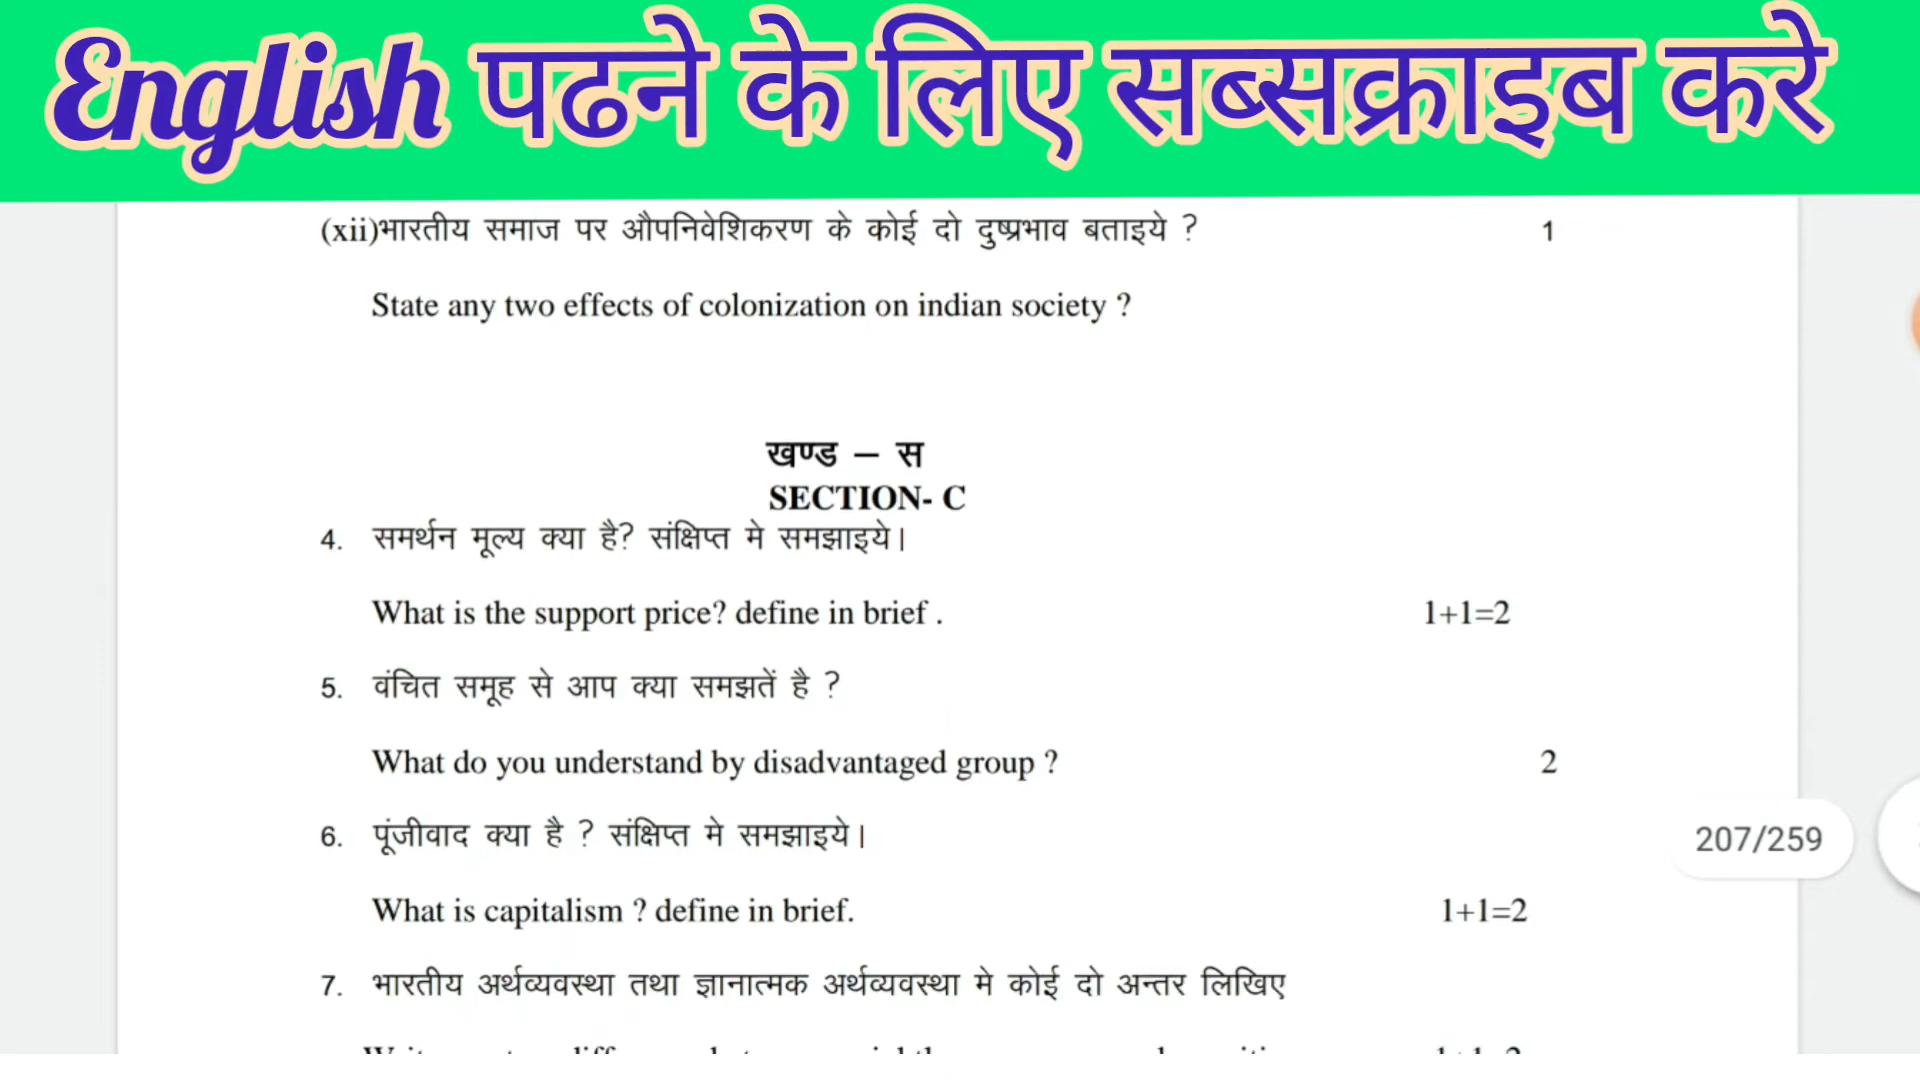 English पढने के लिए सब्सक्राइब करे
(xii)भारतीय समाज पर औपनिवेशिकरण के कोई दो दुष्प्रभाव बताइये ? 1
State any two effects of colonization on indian society ?
खण्ड – स
SECTION- C
4. समर्थन मूल्य क्या है? संक्षिप्त मे समझाइये।
What is the support price? define in brief . 1+1=2
5. वंचित समूह से आप क्या समझतें है ?
What do you understand by disadvantaged group ? 2
6. पूंजीवाद क्या है ? संक्षिप्त मे समझाइये।
207/259
What is capitalism ? define in brief. 1+1=2
7. भारतीय अर्थव्यवस्था तथा ज्ञानात्मक अर्थव्यवस्था मे कोई दो अन्तर लिखिए